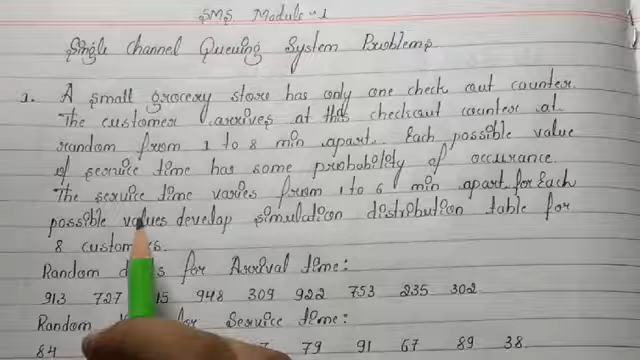 SMS Module - 1
Single Channel Queuing System Problems
1. A small grocery store has only one check out counter.
The customer arrives at this checkout counter at
random from 1 to 8 min apart. Each possible value
of service time has some probability of occurance.
The service time varies from 1 to 6 min apart for Each
possible values develop simulation distribution table for
8 customers.
Random for Arrival time:
913 727 15 948 309 922 753 235 302
Random for Service time:
84 79 91 67 89 38.